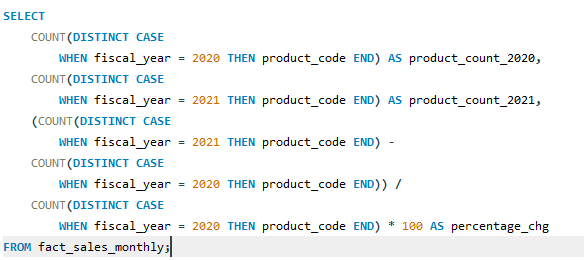 SELECT
    COUNT(DISTINCT CASE
        WHEN fiscal_year = 2020 THEN product_code END) AS product_count_2020,
    COUNT(DISTINCT CASE
        WHEN fiscal_year = 2021 THEN product_code END) AS product_count_2021,
    (COUNT(DISTINCT CASE
        WHEN fiscal_year = 2021 THEN product_code END) -
    COUNT(DISTINCT CASE
        WHEN fiscal_year = 2020 THEN product_code END)) /
    COUNT(DISTINCT CASE
        WHEN fiscal_year = 2020 THEN product_code END) * 100 AS percentage_chg
FROM fact_sales_monthly;